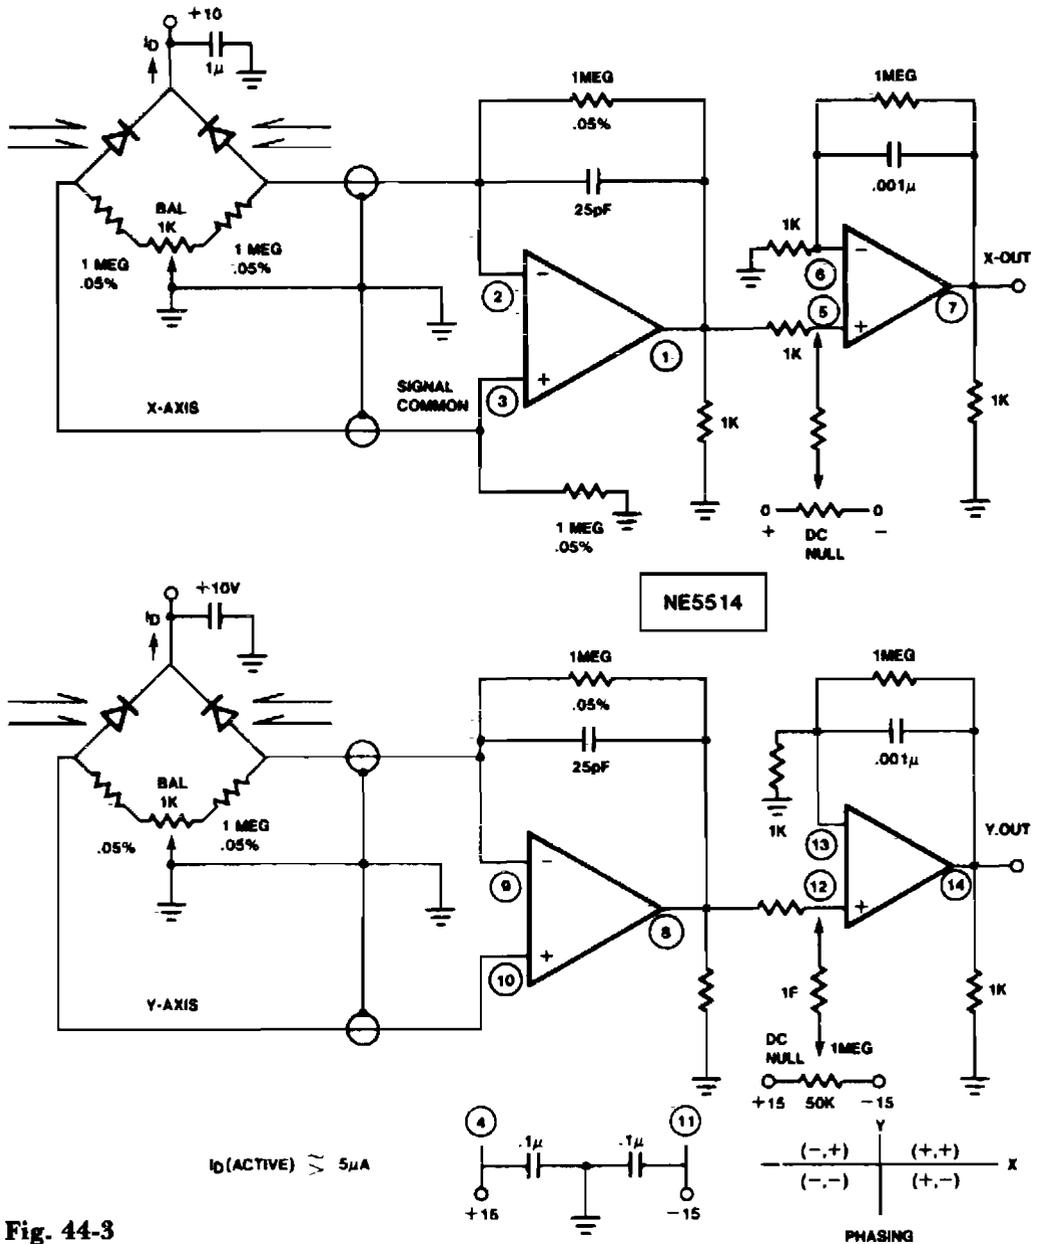 +10
ID
1µ
1MEG
.05%
25pF
1MEG
.001µ
BAL
1K
1 MEG
.05%
1 MEG
.05%
1K
−
6
X-OUT
−
2
5
7
+
1K
1
SIGNAL
COMMON
+
3
X-AXIS
1K
1K
1 MEG
.05%
+
DC
NULL
−
NE5514
+10V
ID
1MEG
.05%
25pF
1MEG
.001µ
BAL
1K
.05%
1 MEG
.05%
1K
13
Y.OUT
−
9
12
14
+
8
+
10
Y-AXIS
1F
1K
DC
NULL
1MEG
+15
50K
−15
4
.1µ
.1µ
11
+15
−15
ID(ACTIVE) ≳ 5µA
Y
(−,+)
(+,+)
X
(−,−)
(+,−)
PHASING
Fig. 44-3